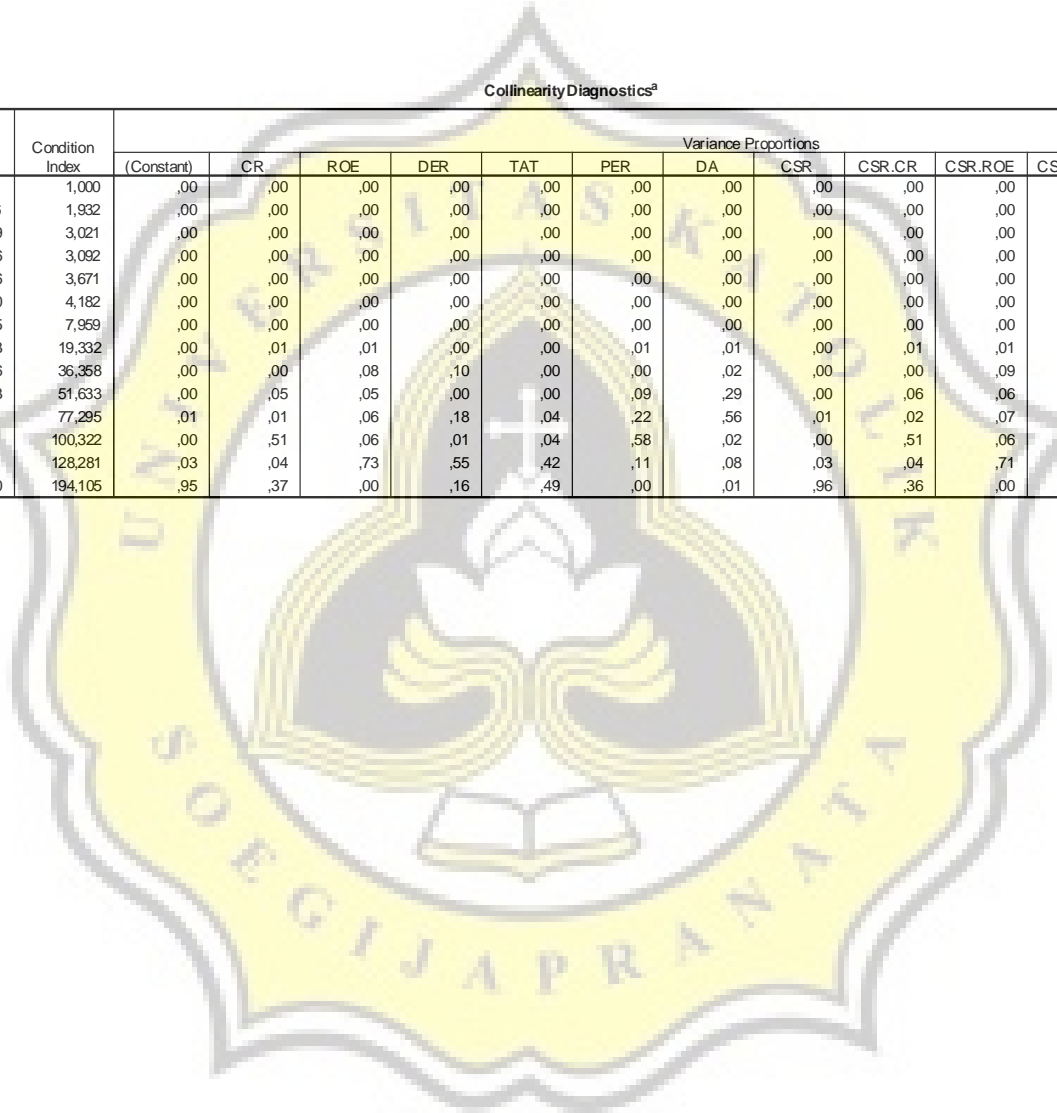 Collinearity Diagnosticsª
Condition Index Variance Proportions
(Constant) CR ROE DER TAT PER DA CSR CSR.CR CSR.ROE
1,000 ,00 ,00 ,00 ,00 ,00 ,00 ,00 ,00 ,00 ,00
1,932 ,00 ,00 ,00 ,00 ,00 ,00 ,00 ,00 ,00 ,00
3,021 ,00 ,00 ,00 ,00 ,00 ,00 ,00 ,00 ,00 ,00
3,092 ,00 ,00 ,00 ,00 ,00 ,00 ,00 ,00 ,00 ,00
3,671 ,00 ,00 ,00 ,00 ,00 ,00 ,00 ,00 ,00 ,00
4,182 ,00 ,00 ,00 ,00 ,00 ,00 ,00 ,00 ,00 ,00
7,959 ,00 ,00 ,00 ,00 ,00 ,00 ,00 ,00 ,00 ,00
19,332 ,00 ,01 ,01 ,00 ,00 ,01 ,01 ,00 ,01 ,01
36,358 ,00 ,00 ,08 ,10 ,00 ,00 ,02 ,00 ,00 ,09
51,633 ,00 ,05 ,05 ,00 ,00 ,09 ,29 ,00 ,06 ,06
77,295 ,01 ,01 ,06 ,18 ,04 ,22 ,56 ,01 ,02 ,07
100,322 ,00 ,51 ,06 ,01 ,04 ,58 ,02 ,00 ,51 ,06
128,281 ,03 ,04 ,73 ,55 ,42 ,11 ,08 ,03 ,04 ,71
194,105 ,95 ,37 ,00 ,16 ,49 ,00 ,01 ,96 ,36 ,00
UNIVERSITAS KATOLIK
SOEGIJAPRANATA